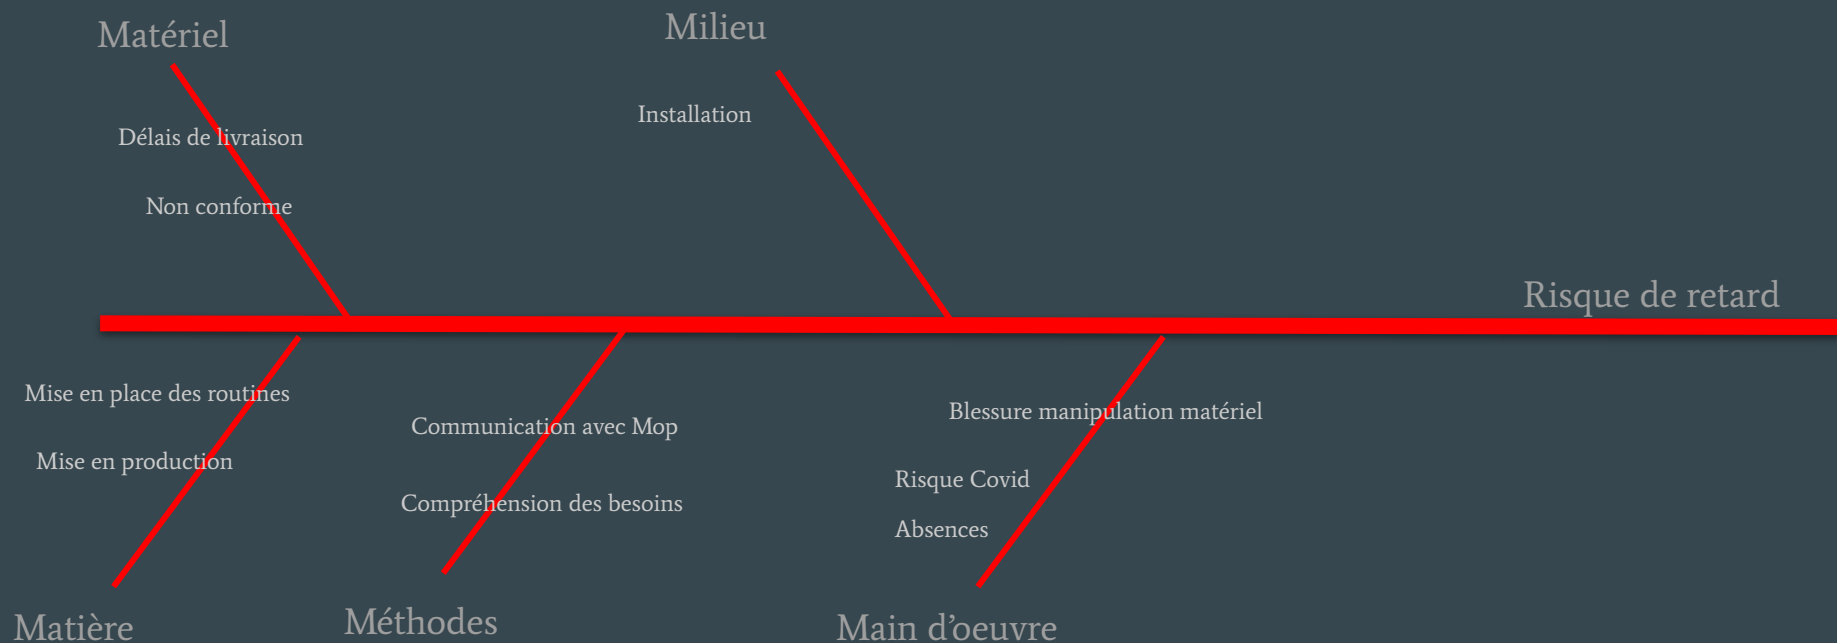 Matériel
Milieu
Délais de livraison
Installation
Non conforme
Risque de retard
Mise en place des routines
Communication avec Mop
Blessure manipulation matériel
Mise en production
Risque Covid
Compréhension des besoins
Absences
Matière
Méthodes
Main d'oeuvre